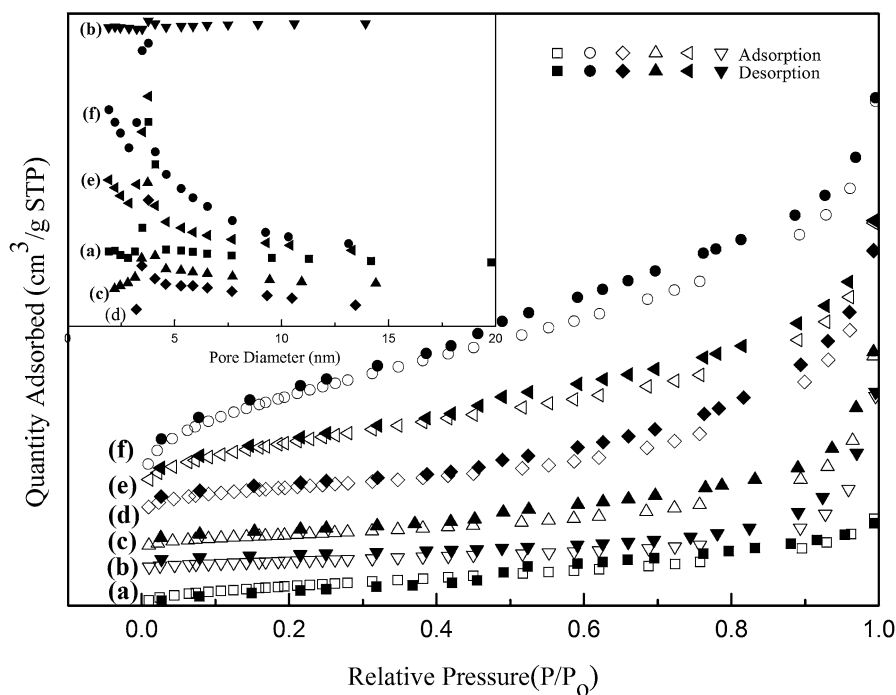 (b)
(f)
(e)
(a)
(c)
(d)
0 5 10 15 20
Pore Diameter (nm)
Adsorption
Desorption
Quantity Adsorbed (cm³/g STP)
(f)
(e)
(d)
(c)
(b)
(a)
0.0 0.2 0.4 0.6 0.8 1.0
Relative Pressure(P/Po)